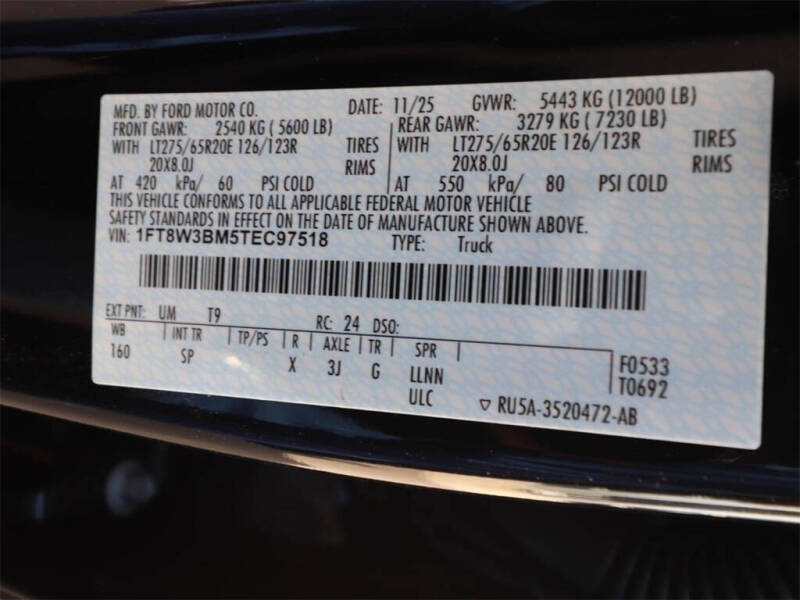 MFD. BY FORD MOTOR CO. DATE: 11/25 GVWR: 5443 KG (12000 LB)
FRONT GAWR: 2540 KG ( 5600 LB) REAR GAWR: 3279 KG ( 7230 LB)
WITH LT275/65R20E 126/123R TIRES WITH LT275/65R20E 126/123R TIRES
20X8.0J RIMS 20X8.0J RIMS
AT 420 kPa/ 60 PSI COLD AT 550 kPa/ 80 PSI COLD
THIS VEHICLE CONFORMS TO ALL APPLICABLE FEDERAL MOTOR VEHICLE
SAFETY STANDARDS IN EFFECT ON THE DATE OF MANUFACTURE SHOWN ABOVE.
VIN: 1FT8W3BM5TEC97518 TYPE: Truck
EXT PNT: UM T9 RC: 24 DSO:
WB INT TR TP/PS R AXLE TR SPR
160 SP X 3J G LLNN
ULC
F0533
T0692
RU5A-3520472-AB